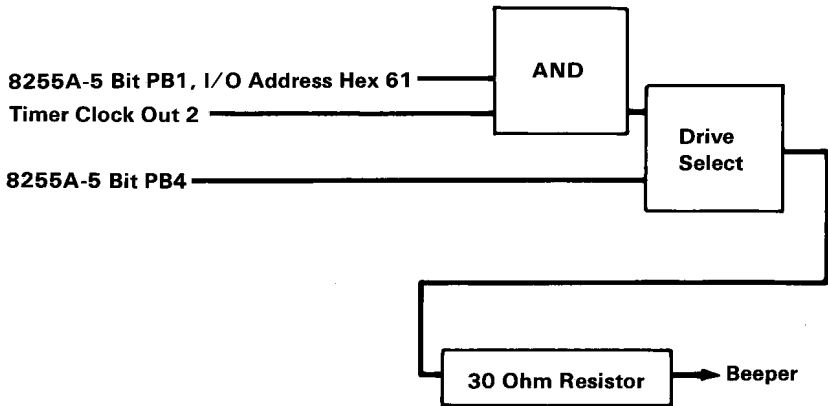 AND
8255A-5 Bit PB1, I/O Address Hex 61
Timer Clock Out 2
Drive
Select
8255A-5 Bit PB4
30 Ohm Resistor
Beeper